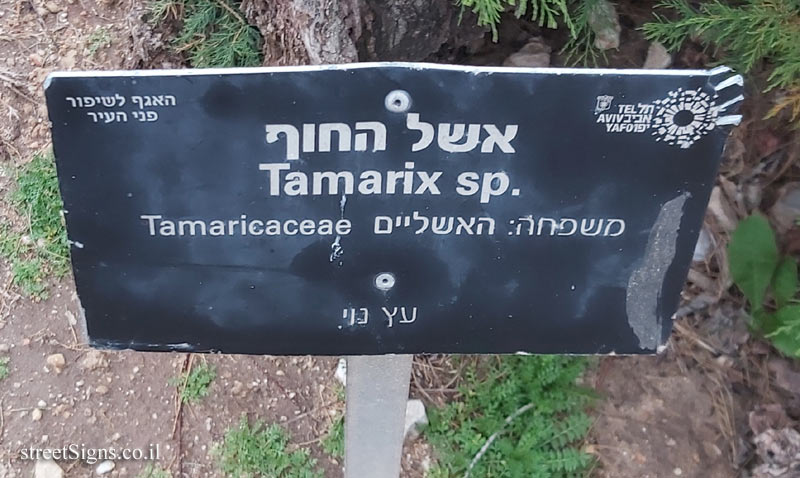 האגף לשיפור
פני העיר
תל
TEL
אביב
AVIV
יפו
YAFO
אשל החוף
Tamarix sp.
משפחה: האשליים Tamaricaceae
עץ נוי
streetSigns.co.il